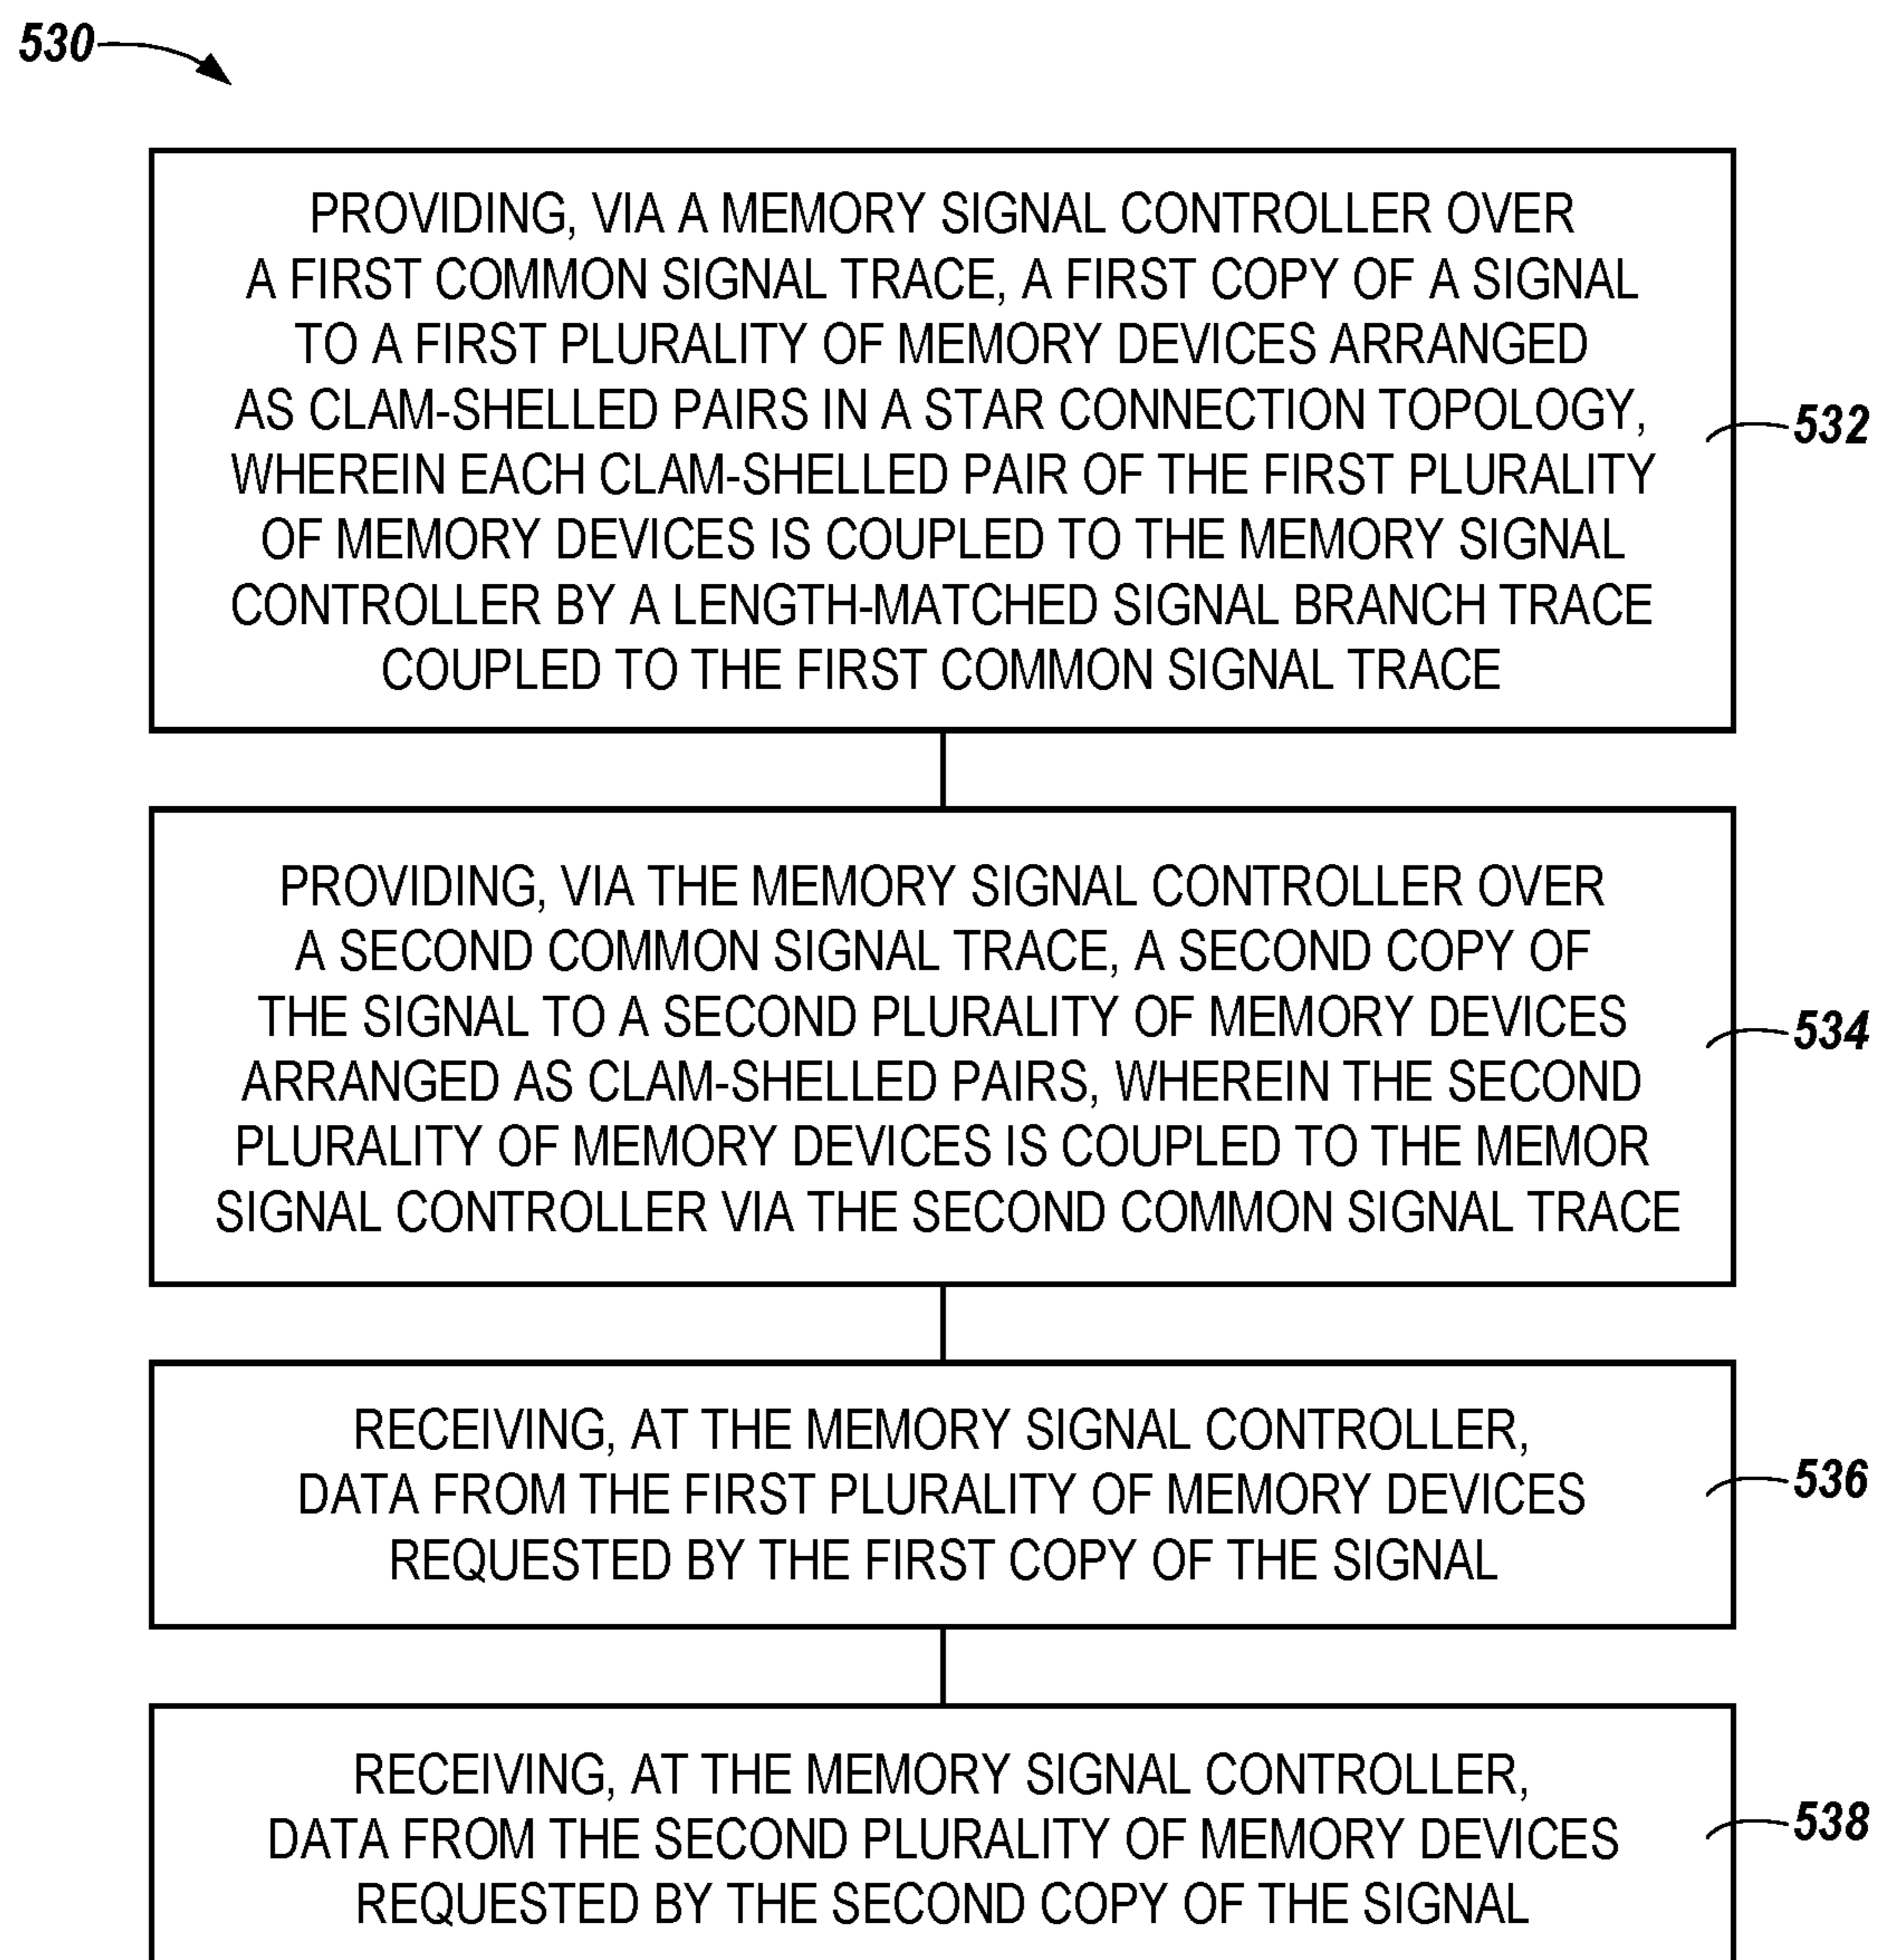 530
PROVIDING, VIA A MEMORY SIGNAL CONTROLLER OVER
A FIRST COMMON SIGNAL TRACE, A FIRST COPY OF A SIGNAL
TO A FIRST PLURALITY OF MEMORY DEVICES ARRANGED
AS CLAM-SHELLED PAIRS IN A STAR CONNECTION TOPOLOGY,
WHEREIN EACH CLAM-SHELLED PAIR OF THE FIRST PLURALITY
OF MEMORY DEVICES IS COUPLED TO THE MEMORY SIGNAL
CONTROLLER BY A LENGTH-MATCHED SIGNAL BRANCH TRACE
COUPLED TO THE FIRST COMMON SIGNAL TRACE
532
PROVIDING, VIA THE MEMORY SIGNAL CONTROLLER OVER
A SECOND COMMON SIGNAL TRACE, A SECOND COPY OF
THE SIGNAL TO A SECOND PLURALITY OF MEMORY DEVICES
ARRANGED AS CLAM-SHELLED PAIRS, WHEREIN THE SECOND
PLURALITY OF MEMORY DEVICES IS COUPLED TO THE MEMOR
SIGNAL CONTROLLER VIA THE SECOND COMMON SIGNAL TRACE
534
RECEIVING, AT THE MEMORY SIGNAL CONTROLLER,
DATA FROM THE FIRST PLURALITY OF MEMORY DEVICES
REQUESTED BY THE FIRST COPY OF THE SIGNAL
536
RECEIVING, AT THE MEMORY SIGNAL CONTROLLER,
DATA FROM THE SECOND PLURALITY OF MEMORY DEVICES
REQUESTED BY THE SECOND COPY OF THE SIGNAL
538